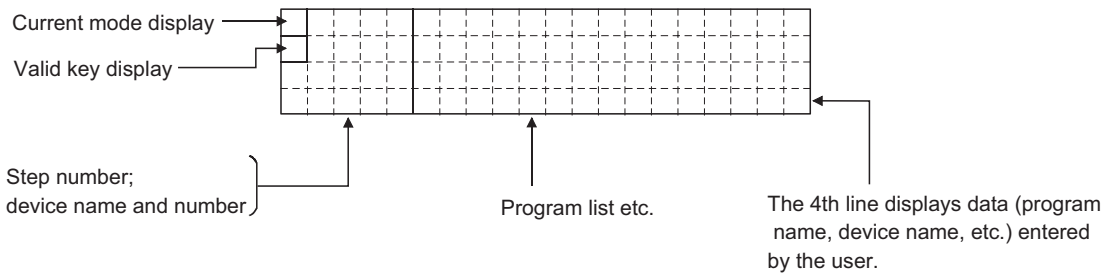 Current mode display
Valid key display
Step number;
device name and number
Program list etc.
The 4th line displays data (program
name, device name, etc.) entered
by the user.